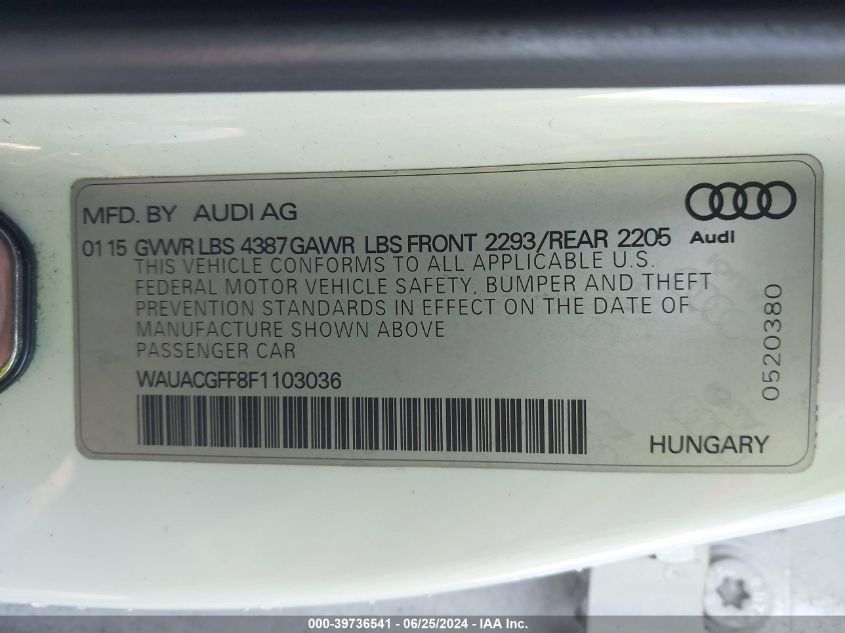 MFD. BY AUDI AG
01 15 GVWR LBS 4387 GAWR LBS FRONT 2293/REAR 2205
Audi
THIS VEHICLE CONFORMS TO ALL APPLICABLE U.S.
FEDERAL MOTOR VEHICLE SAFETY, BUMPER AND THEFT
PREVENTION STANDARDS IN EFFECT ON THE DATE OF
MANUFACTURE SHOWN ABOVE
PASSENGER CAR
0520380
WAUACGFF8F1103036
HUNGARY
000-39736541 - 06/25/2024 - IAA Inc.